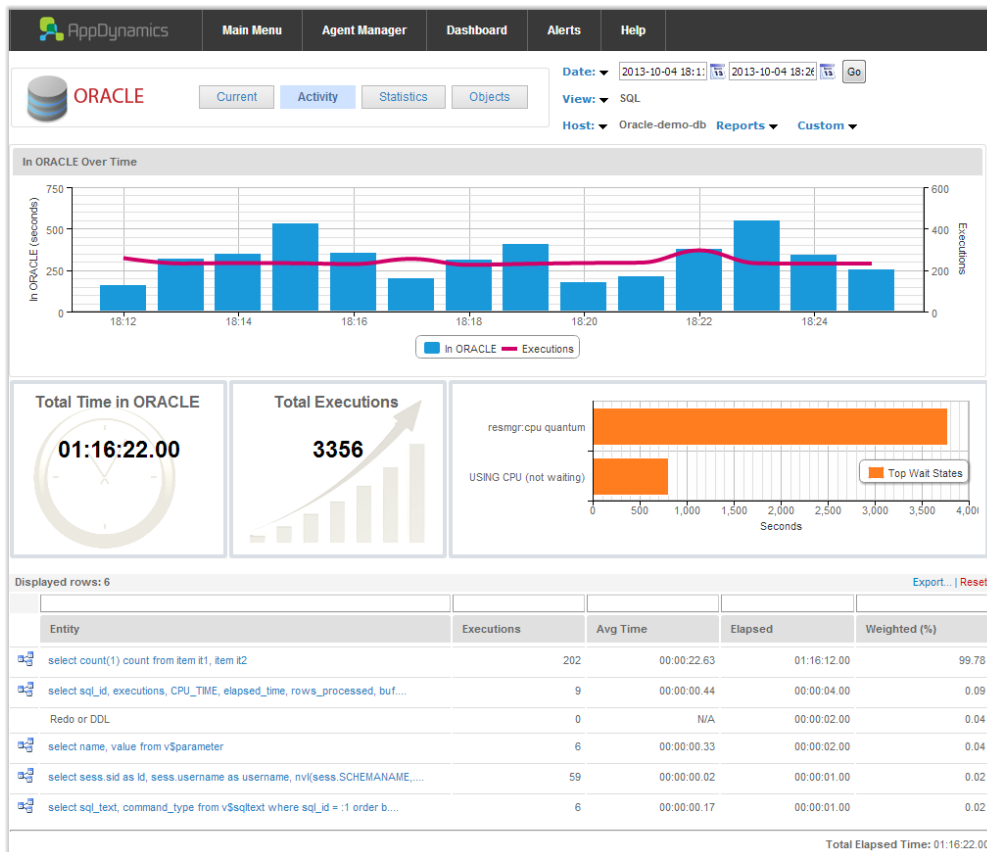 AppDynamics Main Menu Agent Manager Dashboard Alerts Help
ORACLE Current Activity Statistics Objects
Date: 2013-10-04 18:1 2013-10-04 18:26 Go
View: SQL
Host: Oracle-demo-db Reports Custom
In ORACLE Over Time
In ORACLE (seconds)
750
500
250
0
600
400
200
0
Executions
18:12 18:14 18:16 18:18 18:20 18:22 18:24
In ORACLE Executions
Total Time in ORACLE
01:16:22.00
Total Executions
3356
resmgr:cpu quantum
USING CPU (not waiting)
Top Wait States
0 500 1,000 1,500 2,000 2,500 3,000 3,500 4,00
Seconds
Displayed rows: 6 Export... | Reset
Entity Executions Avg Time Elapsed Weighted (%)
select count(1) count from item it1, item it2 202 00:00:22.63 01:16:12.00 99.78
select sql_id, executions, CPU_TIME, elapsed_time, rows_processed, buf.... 9 00:00:00.44 00:00:04.00 0.09
Redo or DDL 0 N/A 00:00:02.00 0.04
select name, value from v$parameter 6 00:00:00.33 00:00:02.00 0.04
select sess.sid as Id, sess.username as username, nvl(sess.SCHEMANAME,.... 59 00:00:00.02 00:00:01.00 0.02
select sql_text, command_type from v$sqltext where sql_id = :1 order b.... 6 00:00:00.17 00:00:01.00 0.02
Total Elapsed Time: 01:16:22.00